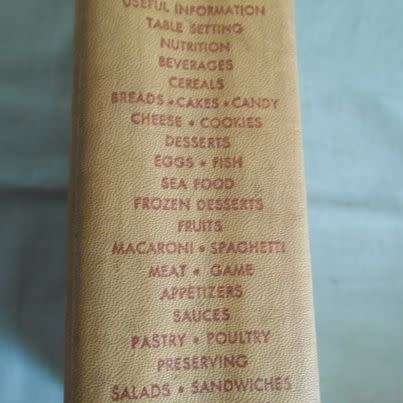 USEFUL INFORMATION
TABLE SETTING
NUTRITION
BEVERAGES
CEREALS
BREADS • CAKES • CANDY
CHEESE • COOKIES
DESSERTS
EGGS • FISH
SEA FOOD
FROZEN DESSERTS
FRUITS
MACARONI • SPAGHETTI
MEAT • GAME
APPETIZERS
SAUCES
PASTRY • POULTRY
PRESERVING
SALADS • SANDWICHES